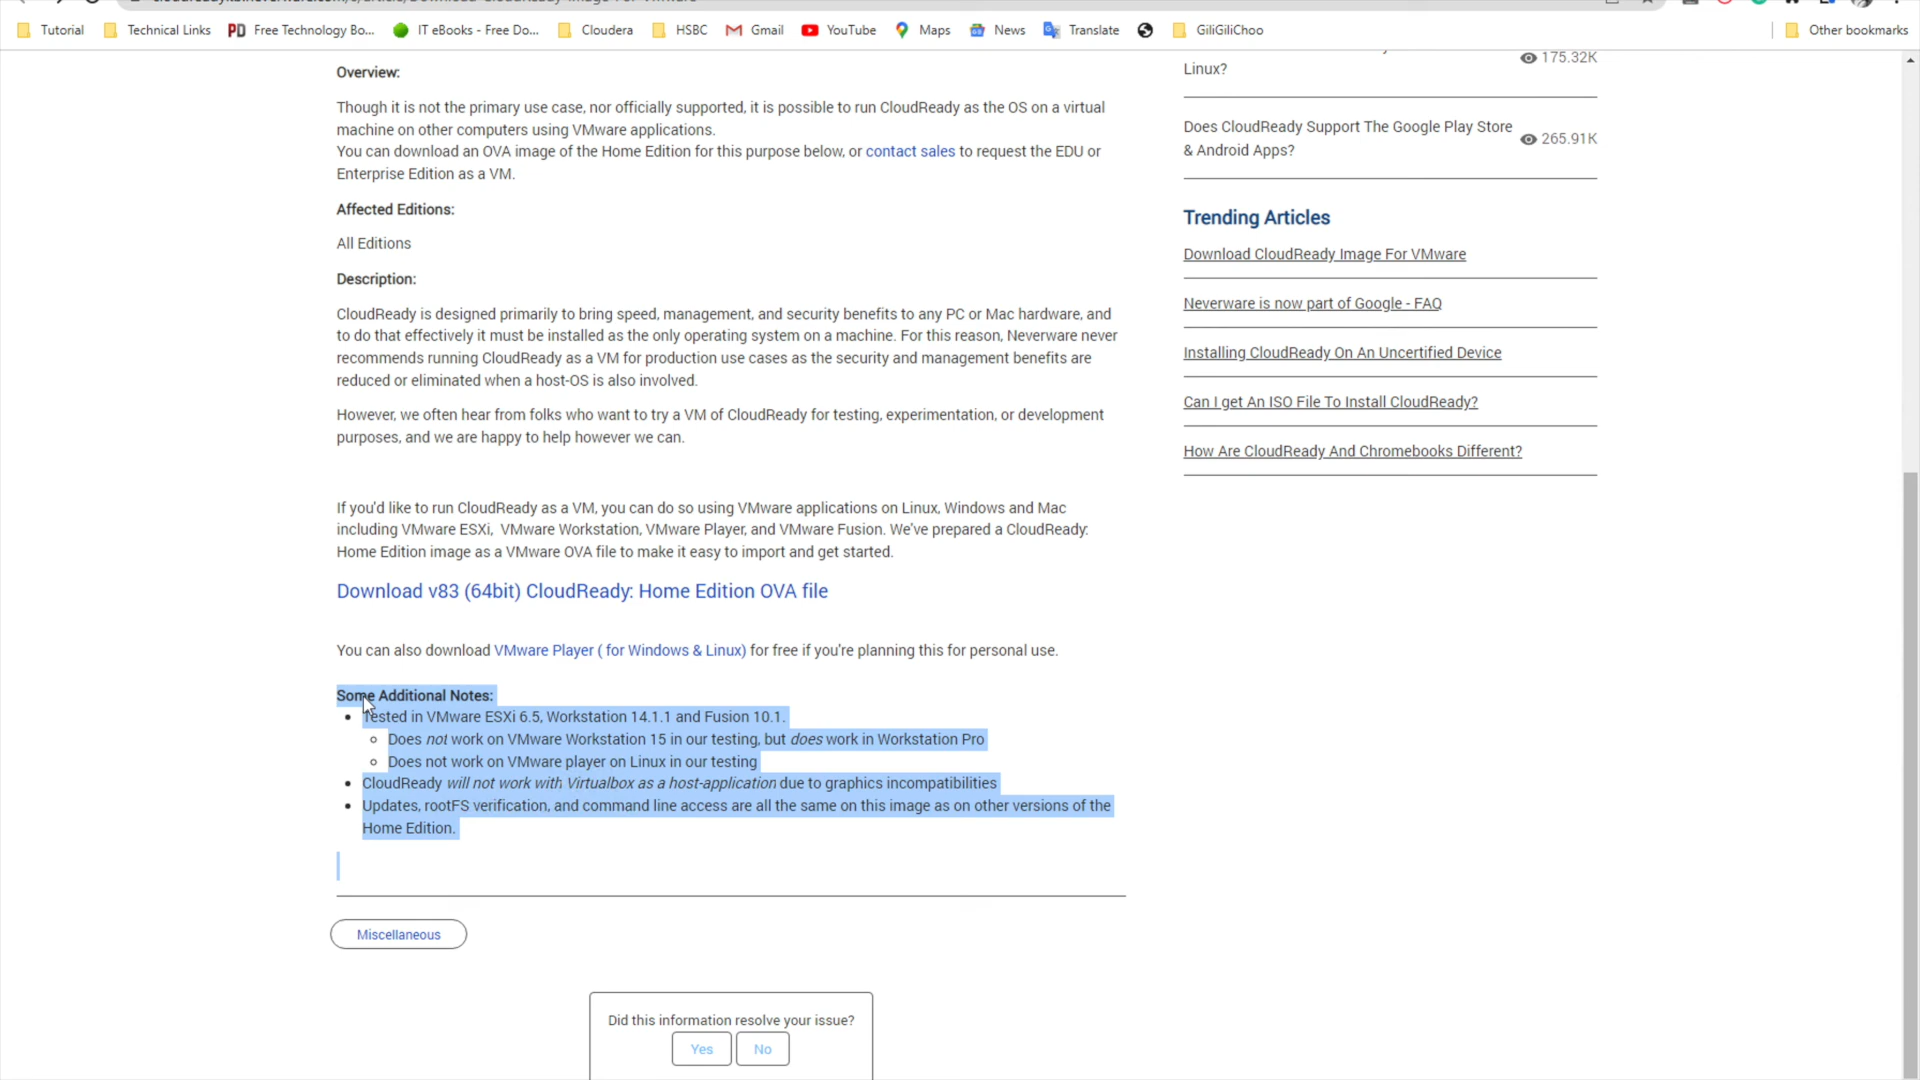 Tutorial Technical Links Free Technology Bo... IT eBooks - Free Do... Cloudera HSBC Gmail YouTube Maps News Translate GiliGiliChoo Other bookmarks
Overview:
Though it is not the primary use case, nor officially supported, it is possible to run CloudReady as the OS on a virtual
machine on other computers using VMware applications.
You can download an OVA image of the Home Edition for this purpose below, or contact sales to request the EDU or
Enterprise Edition as a VM.
Affected Editions:
All Editions
Description:
CloudReady is designed primarily to bring speed, management, and security benefits to any PC or Mac hardware, and
to do that effectively it must be installed as the only operating system on a machine. For this reason, Neverware never
recommends running CloudReady as a VM for production use cases as the security and management benefits are
reduced or eliminated when a host-OS is also involved.
However, we often hear from folks who want to try a VM of CloudReady for testing, experimentation, or development
purposes, and we are happy to help however we can.
If you'd like to run CloudReady as a VM, you can do so using VMware applications on Linux, Windows and Mac
including VMware ESXi, VMware Workstation, VMware Player, and VMware Fusion. We've prepared a CloudReady:
Home Edition image as a VMware OVA file to make it easy to import and get started.
Download v83 (64bit) CloudReady: Home Edition OVA file
You can also download VMware Player ( for Windows & Linux) for free if you're planning this for personal use.
Some Additional Notes:
Tested in VMware ESXi 6.5, Workstation 14.1.1 and Fusion 10.1.
Does not work on VMware Workstation 15 in our testing, but does work in Workstation Pro
Does not work on VMware player on Linux in our testing
CloudReady will not work with Virtualbox as a host-application due to graphics incompatibilities
Updates, rootFS verification, and command line access are all the same on this image as on other versions of the
Home Edition.
Miscellaneous
Did this information resolve your issue?
Yes No
Linux?
175.32K
Does CloudReady Support The Google Play Store
& Android Apps?
265.91K
Trending Articles
Download CloudReady Image For VMware
Neverware is now part of Google - FAQ
Installing CloudReady On An Uncertified Device
Can I get An ISO File To Install CloudReady?
How Are CloudReady And Chromebooks Different?